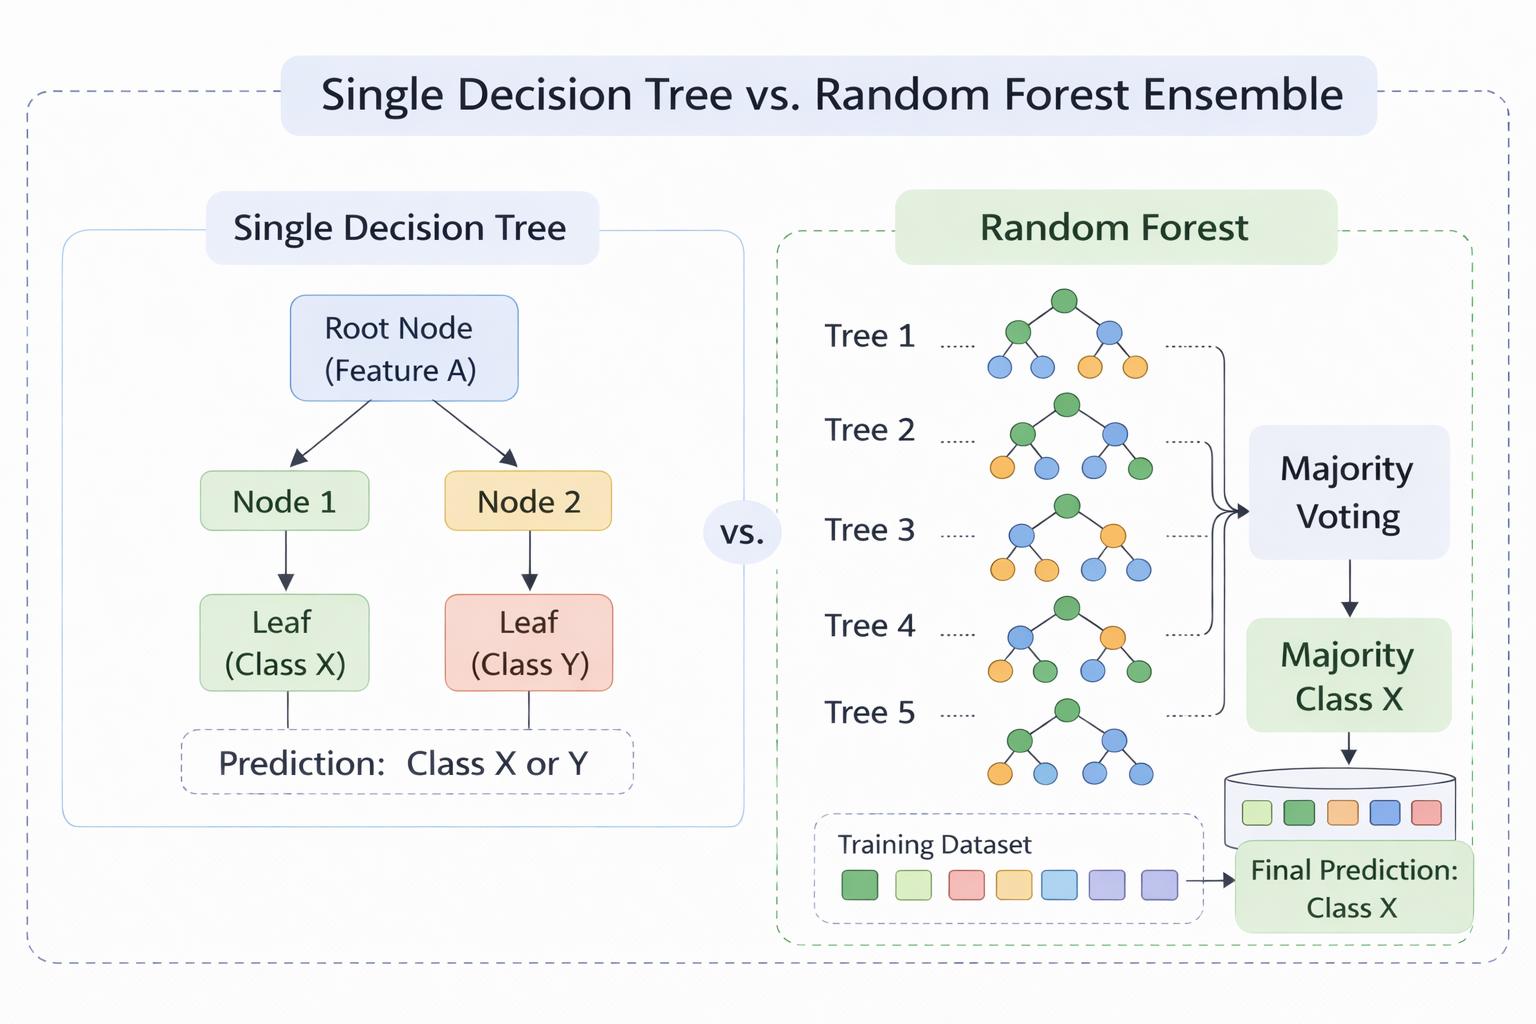 Single Decision Tree vs. Random Forest Ensemble
Single Decision Tree
Root Node
(Feature A)
Node 1
Node 2
Leaf
(Class X)
Leaf
(Class Y)
Prediction: Class X or Y
vs.
Random Forest
Tree 1
Tree 2
Tree 3
Tree 4
Tree 5
Majority
Voting
Majority
Class X
Training Dataset
Final Prediction:
Class X